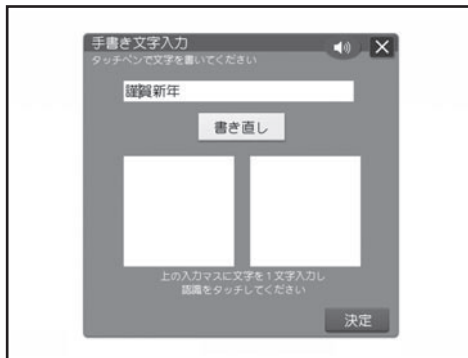 手書き文字入力
タッチペンで文字を書いてください
謹賀新年
書き直し
上の入力マスに文字を1文字入力し
認識をタッチしてください
決定